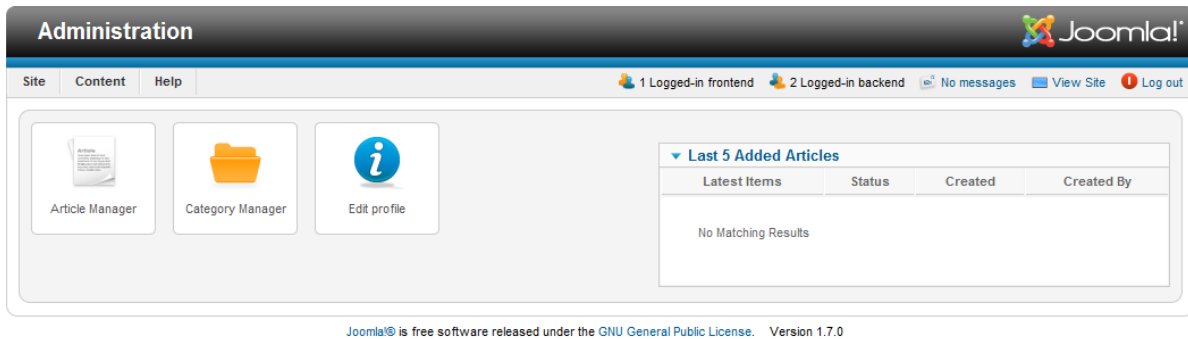 Administration
Joomla!
Site Content Help
1 Logged-in frontend 2 Logged-in backend No messages View Site Log out
Article Manager
Category Manager
Edit profile
Last 5 Added Articles
Latest Items Status Created Created By
No Matching Results
Joomla!® is free software released under the GNU General Public License. Version 1.7.0